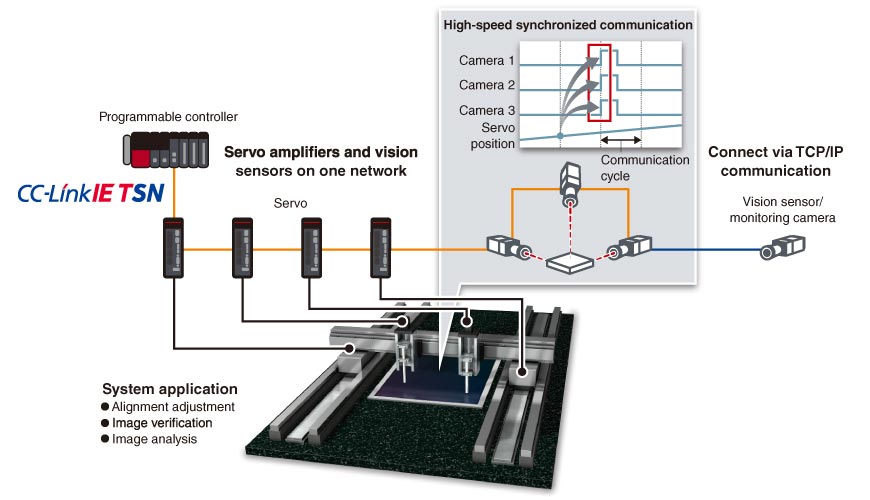 High-speed synchronized communication
Camera 1
Camera 2
Camera 3
Servo
position
Communication
cycle
Programmable controller
CC-Link IE TSN
Servo amplifiers and vision
sensors on one network
Servo
Connect via TCP/IP
communication
Vision sensor/
monitoring camera
System application
● Alignment adjustment
● Image verification
● Image analysis